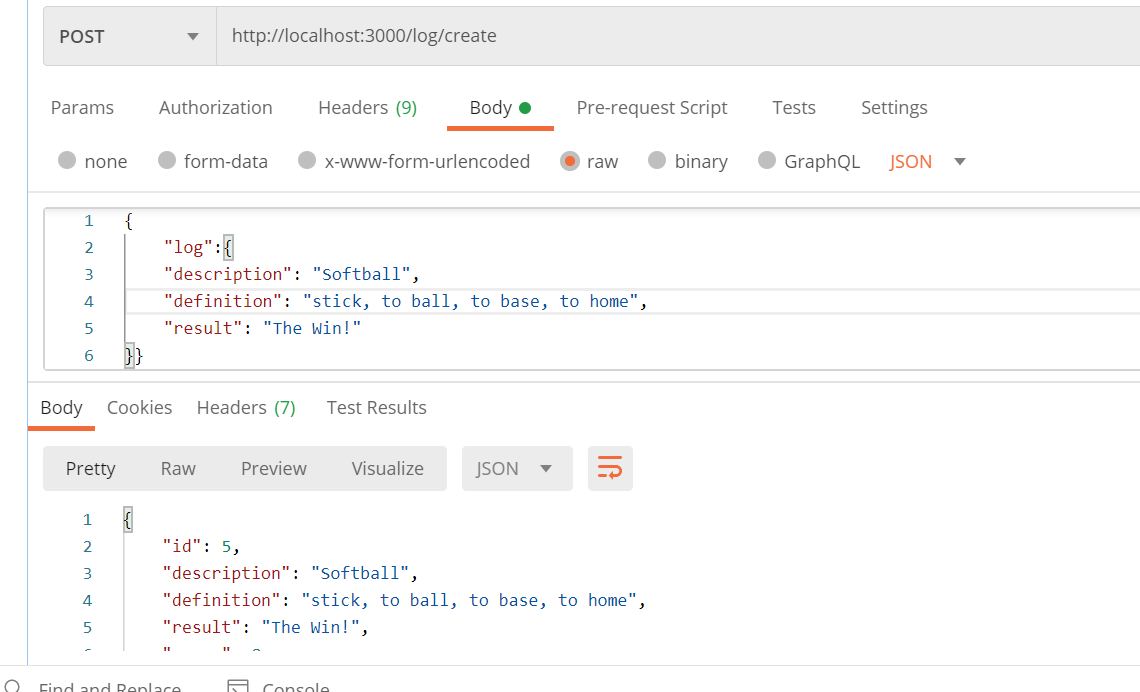 POST http://localhost:3000/log/create
Params Authorization Headers (9) Body Pre-request Script Tests Settings
none form-data x-www-form-urlencoded raw binary GraphQL JSON
1 {
2 "log":{
3 "description": "Softball",
4 "definition": "stick, to ball, to base, to home",
5 "result": "The Win!"
6 }}
Body Cookies Headers (7) Test Results
Pretty Raw Preview Visualize JSON
1 {
2 "id": 5,
3 "description": "Softball",
4 "definition": "stick, to ball, to base, to home",
5 "result": "The Win!",
Find and Replace Console